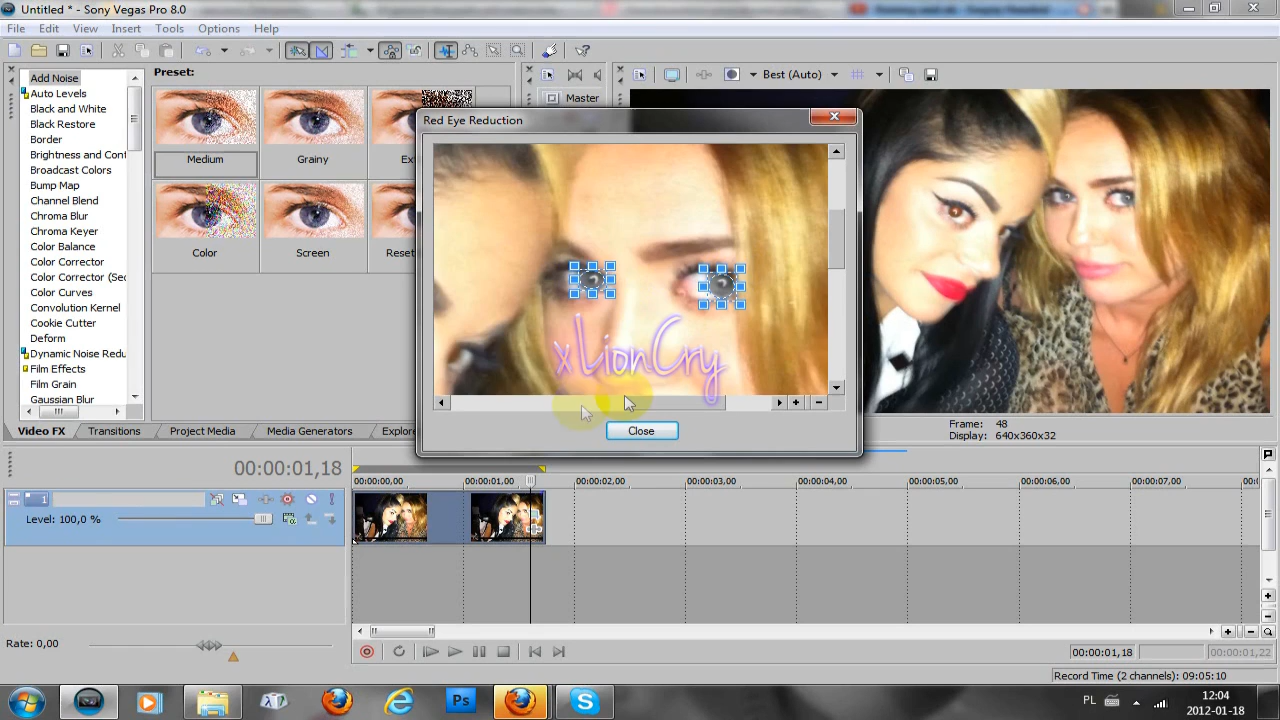 Untitled * - Sony Vegas Pro 8.0
File Edit View Insert Tools Options Help
Add Noise
Auto Levels
Black and White
Black Restore
Border
Brightness and Cont
Broadcast Colors
Bump Map
Channel Blend
Chroma Blur
Chroma Keyer
Color Balance
Color Corrector
Color Corrector (Sec
Color Curves
Convolution Kernel
Cookie Cutter
Deform
Dynamic Noise Redu
Film Effects
Film Grain
Gaussian Blur
Preset:
Medium
Grainy
Ex
Color
Screen
Reset
Master
Best (Auto)
Red Eye Reduction
xLionCry
Close
Video FX Transitions Project Media Media Generators Explor
Frame: 48
Display: 640x360x32
00:00:01,18
00:00:00,00 00:00:01,00 00:00:02,00 00:00:03,00 00:00:04,00 00:00:05,00 00:00:06,00 00:00:07,00 00:0
1
Level: 100,0 %
Rate: 0,00
00:00:01,18 00:00:01,22
Record Time (2 channels): 09:05:10
Ps
PL
12:04
2012-01-18